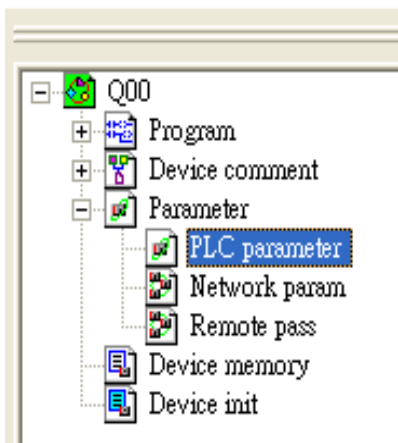 Q00
Program
Device comment
Parameter
PLC parameter
Network param
Remote pass
Device memory
Device init